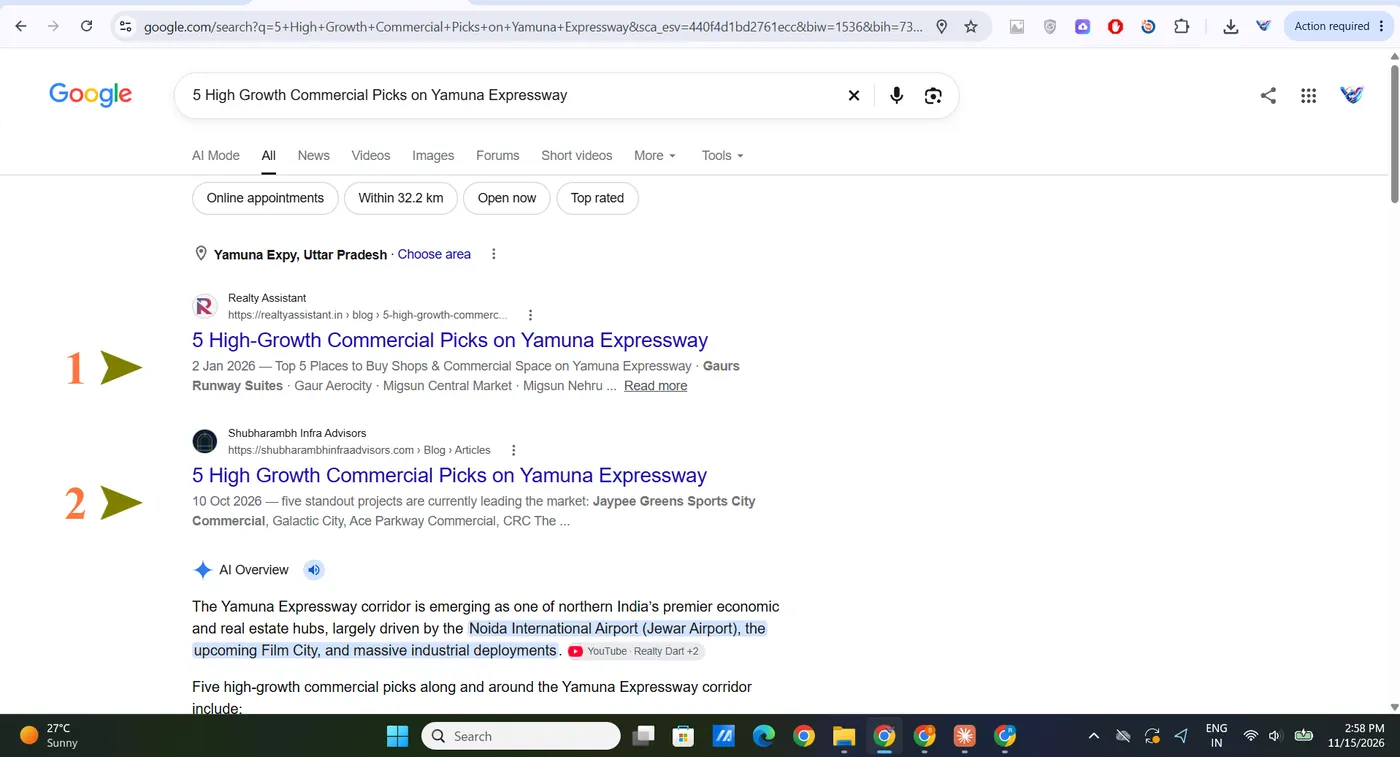 google.com/search?q=5+High+Growth+Commercial+Picks+on+Yamuna+Expressway&sca_esv=440f4d1bd2761ecc&biw=1536&bih=73...
Action required
Google
5 High Growth Commercial Picks on Yamuna Expressway
AI Mode All News Videos Images Forums Short videos More Tools
Online appointments Within 32.2 km Open now Top rated
Yamuna Expy, Uttar Pradesh · Choose area
Realty Assistant
https://realtyassistant.in › blog › 5-high-growth-commerc...
5 High-Growth Commercial Picks on Yamuna Expressway
1
2 Jan 2026 — Top 5 Places to Buy Shops & Commercial Space on Yamuna Expressway · Gaurs
Runway Suites · Gaur Aerocity · Migsun Central Market · Migsun Nehru ... Read more
Shubharambh Infra Advisors
https://shubharambhinfraadvisors.com › Blog › Articles
5 High Growth Commercial Picks on Yamuna Expressway
2
10 Oct 2026 — five standout projects are currently leading the market: Jaypee Greens Sports City
Commercial, Galactic City, Ace Parkway Commercial, CRC The ...
AI Overview
The Yamuna Expressway corridor is emerging as one of northern India's premier economic
and real estate hubs, largely driven by the Noida International Airport (Jewar Airport), the
upcoming Film City, and massive industrial deployments. YouTube · Realty Dart +2
Five high-growth commercial picks along and around the Yamuna Expressway corridor
include:
27°C
Sunny
Search
ENG
IN
2:58 PM
11/15/2026